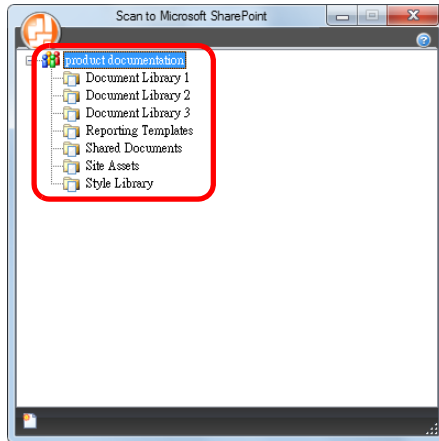 Scan to Microsoft SharePoint
product documentation
Document Library 1
Document Library 2
Document Library 3
Reporting Templates
Shared Documents
Site Assets
Style Library